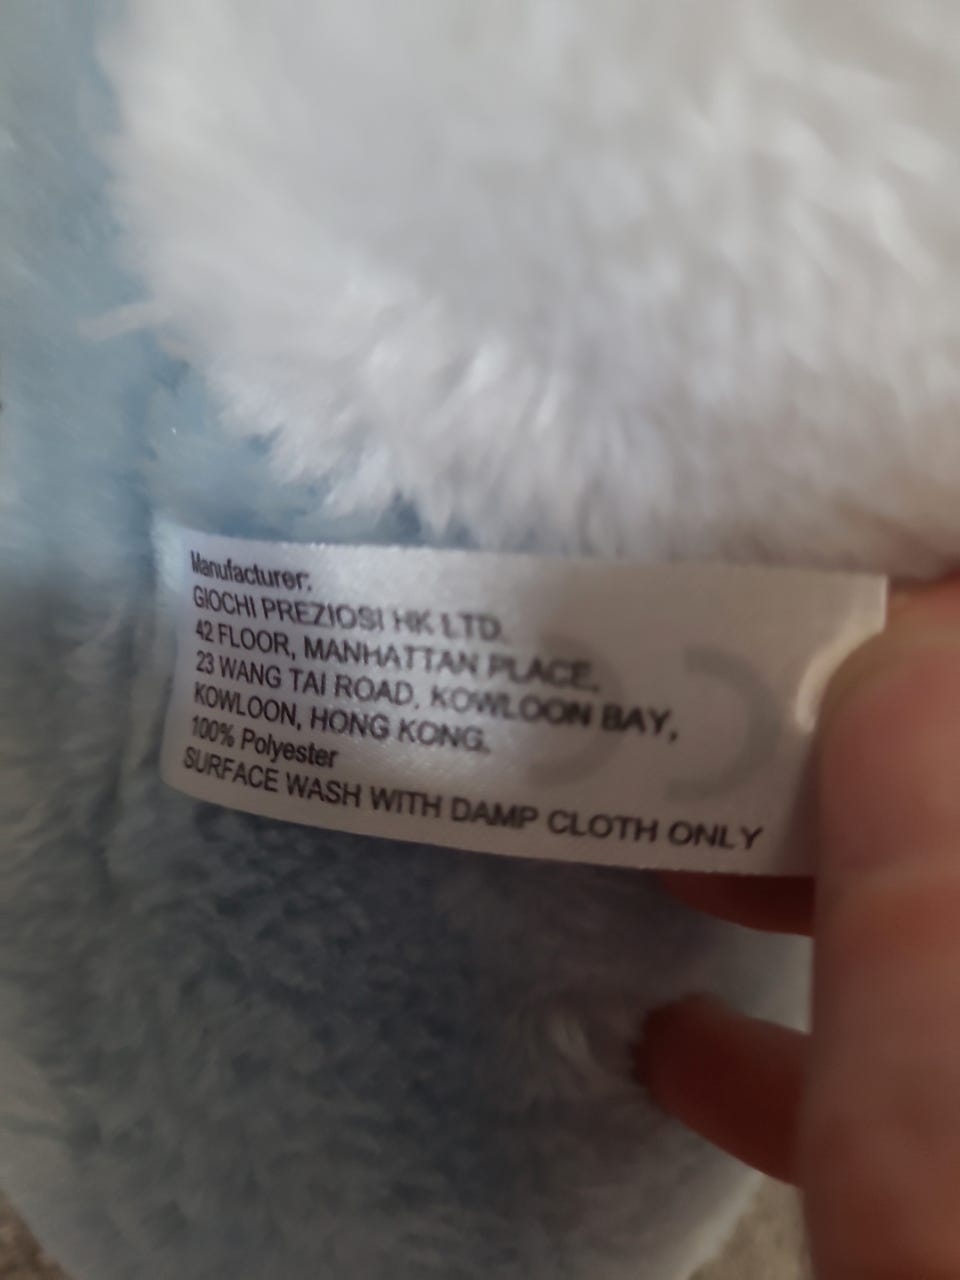 Manufacturer:
GIOCHI PREZIOSI HK LTD.
42 FLOOR, MANHATTAN PLACE,
23 WANG TAI ROAD, KOWLOON BAY,
KOWLOON, HONG KONG.
100% Polyester
SURFACE WASH WITH DAMP CLOTH ONLY